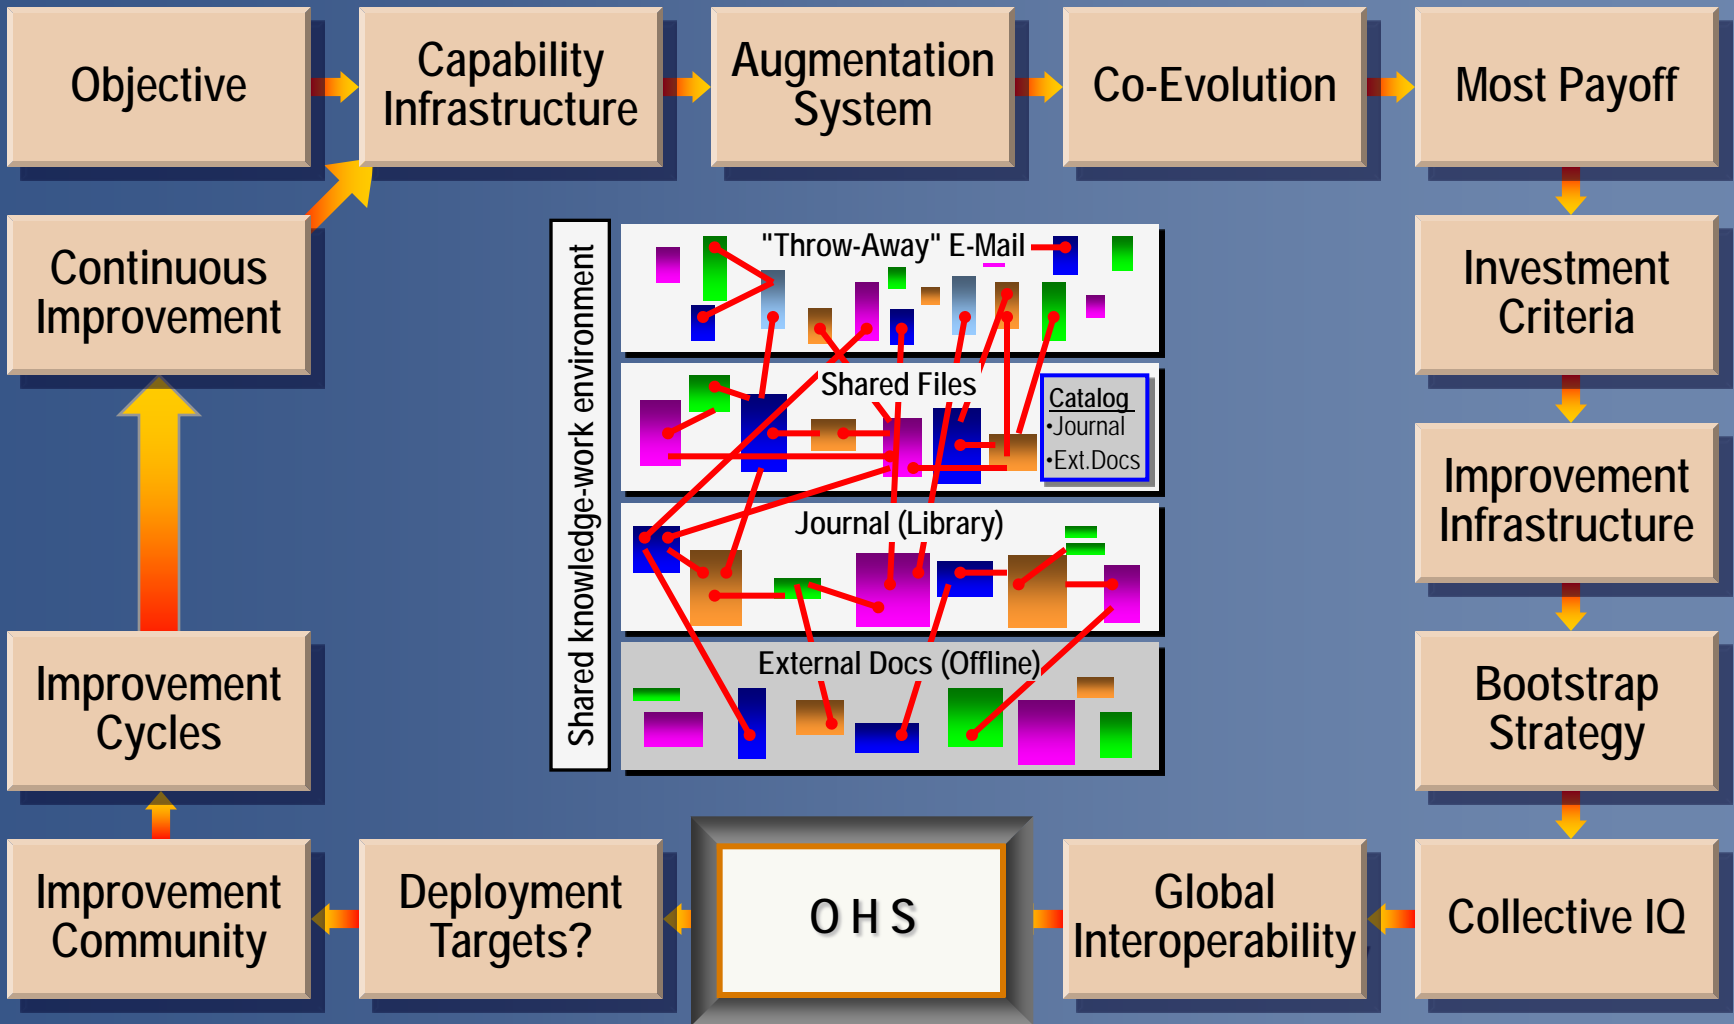 Objective
Capability
Infrastructure
Augmentation
System
Co-Evolution
Most Payoff
Continuous
Improvement
Shared knowledge-work environment
"Throw-Away" E-Mail
Shared Files
Catalog
•Journal
•Ext.Docs
Journal (Library)
External Docs (Offline)
Investment
Criteria
Improvement
Infrastructure
Improvement
Cycles
Bootstrap
Strategy
Improvement
Community
Deployment
Targets?
O H S
Global
Interoperability
Collective IQ